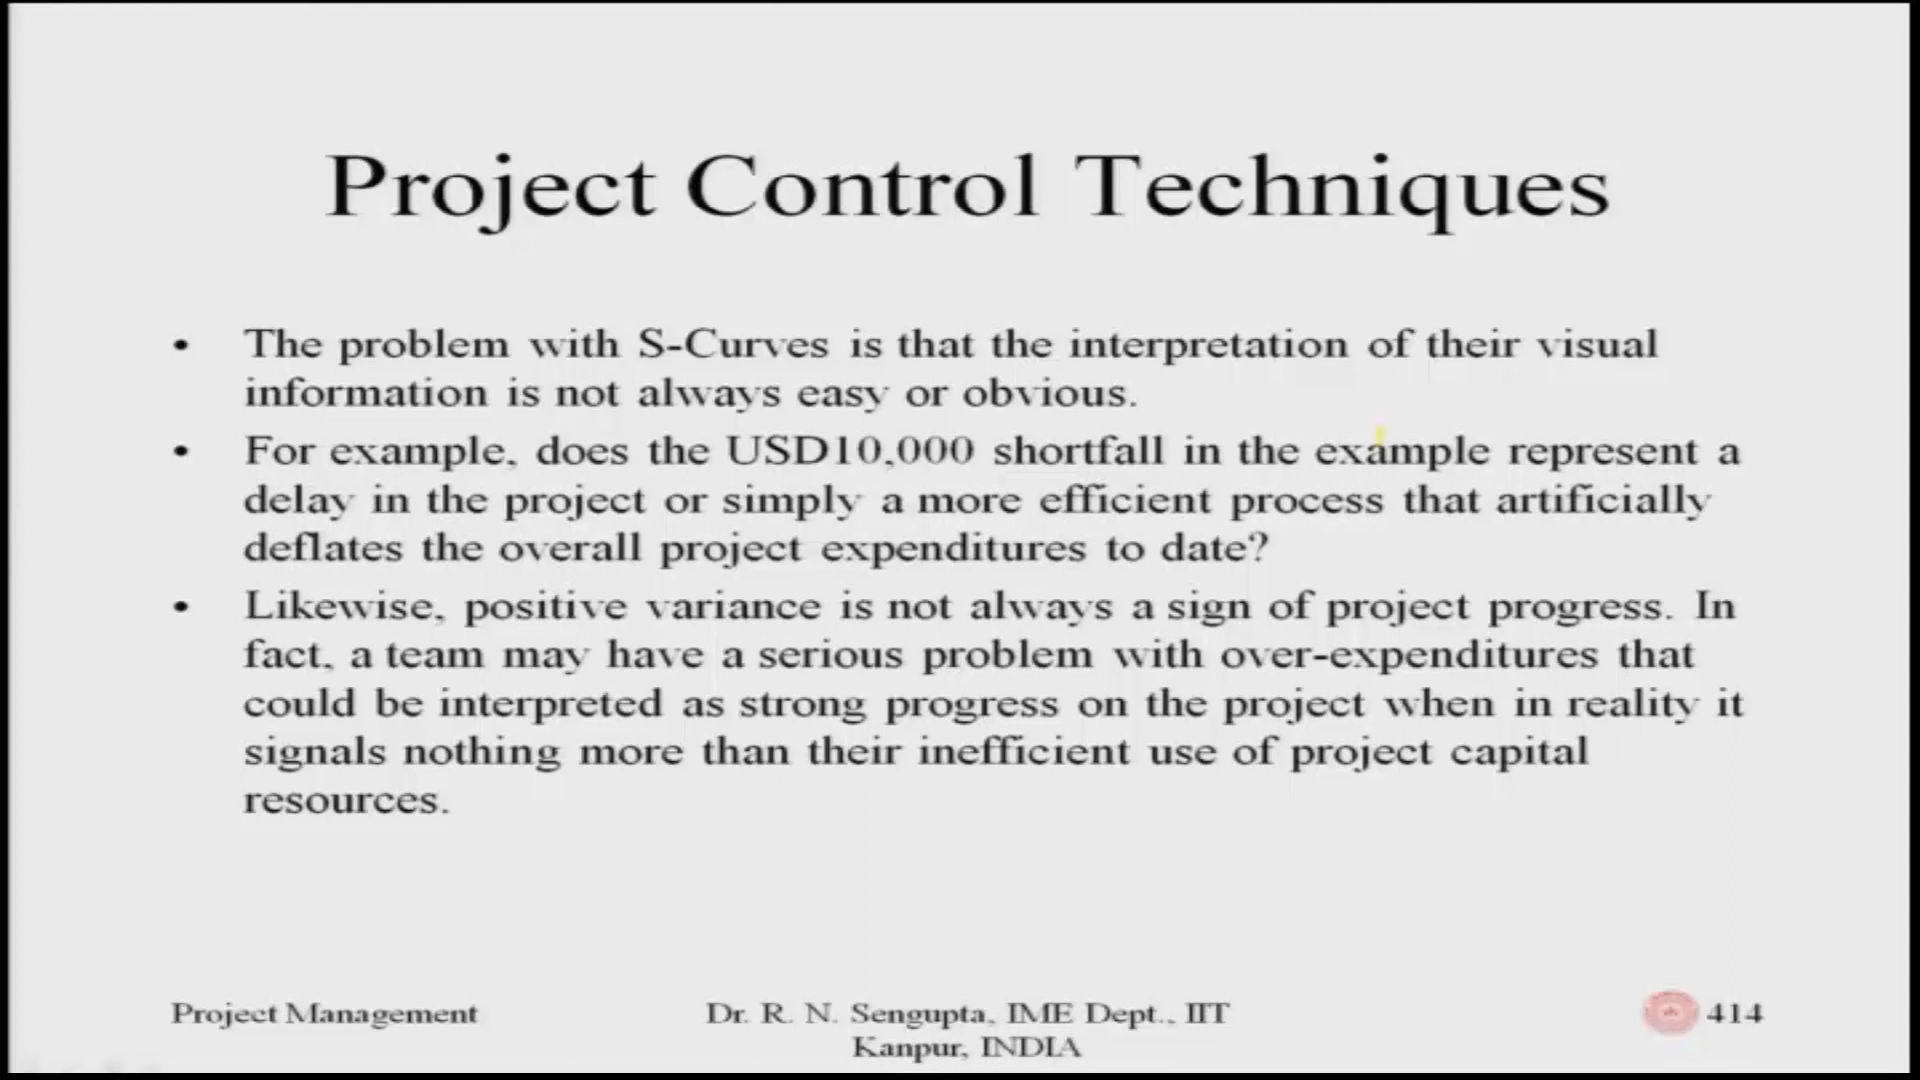 Project Control Techniques
• The problem with S-Curves is that the interpretation of their visual
information is not always easy or obvious.
• For example, does the USD10,000 shortfall in the example represent a
delay in the project or simply a more efficient process that artificially
deflates the overall project expenditures to date?
• Likewise, positive variance is not always a sign of project progress. In
fact, a team may have a serious problem with over-expenditures that
could be interpreted as strong progress on the project when in reality it
signals nothing more than their inefficient use of project capital
resources.
Project Management
Dr. R. N. Sengupta, IME Dept., IIT
Kanpur, INDIA
414